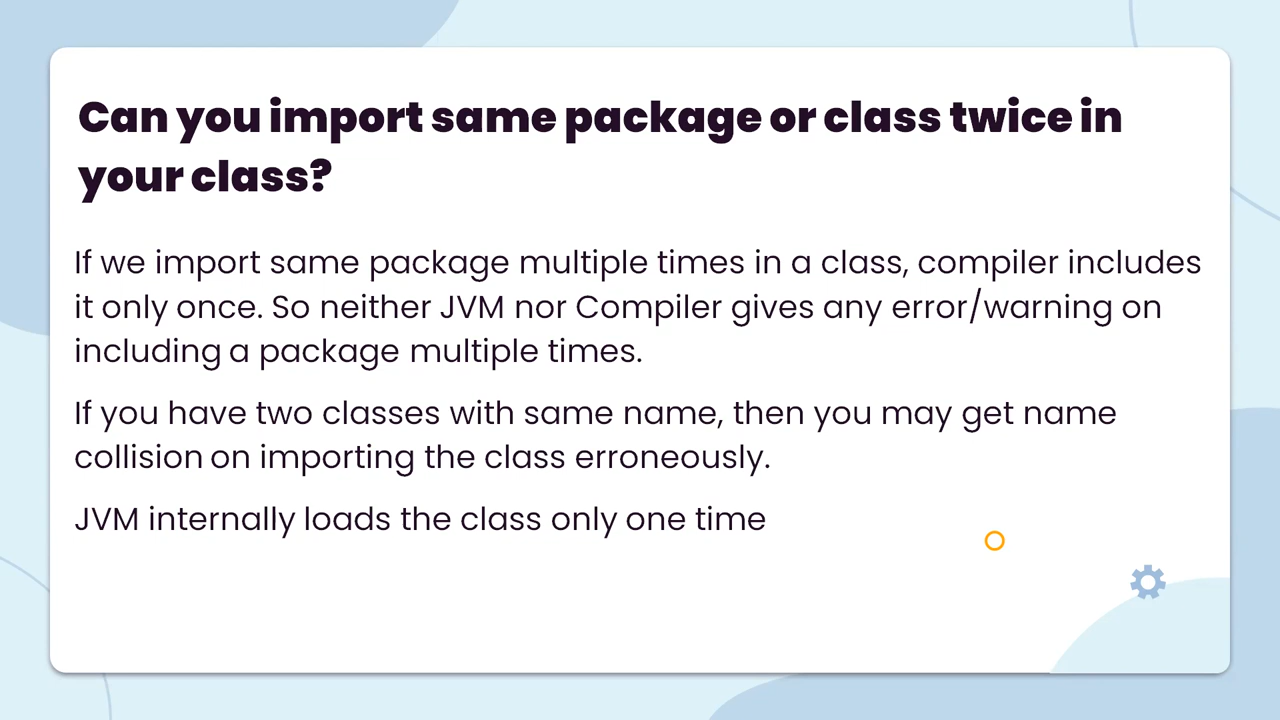 Can you import same package or class twice in
your class?
If we import same package multiple times in a class, compiler includes
it only once. So neither JVM nor Compiler gives any error/warning on
including a package multiple times.
If you have two classes with same name, then you may get name
collision on importing the class erroneously.
JVM internally loads the class only one time